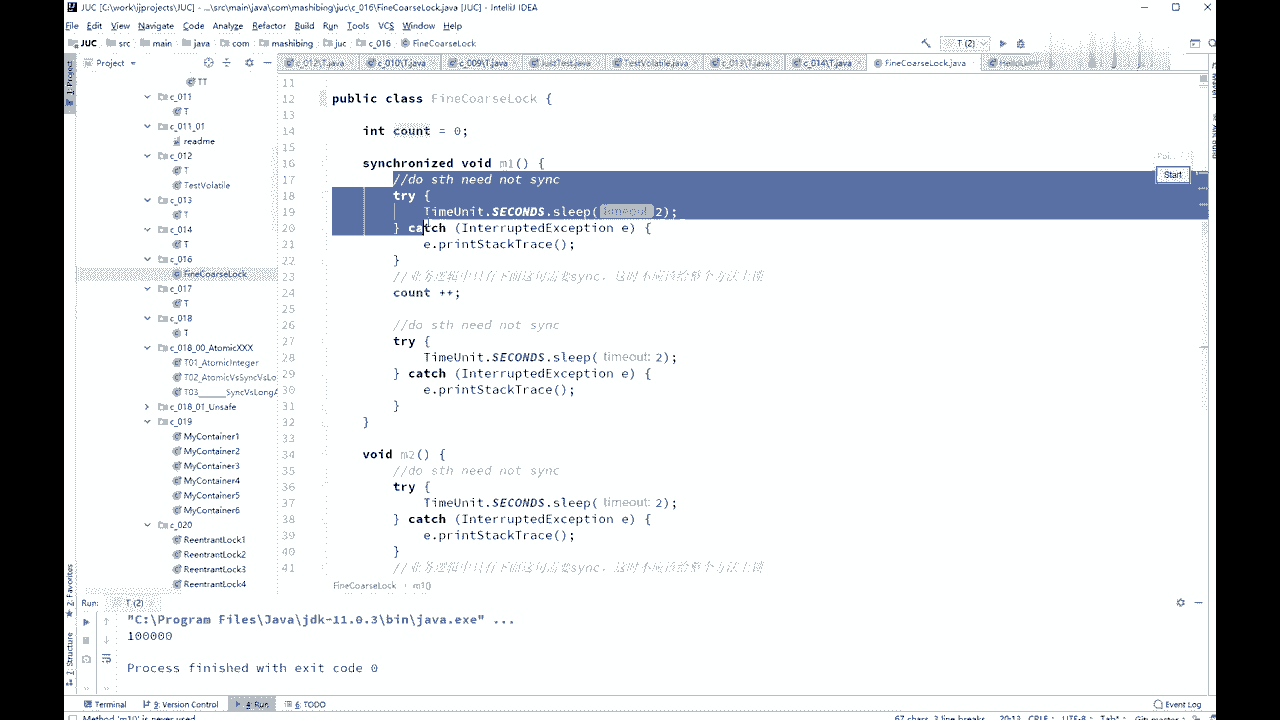 JUC [C:\work\ijprojects\JUC] - ...\src\main\java\com\mashibing\juc\c_016\FineCoarseLock.java [JUC] - IntelliJ IDEA
File Edit View Navigate Code Analyze Refactor Build Run Tools VCS Window Help
JUC src main java com mashibing juc c_016 FineCoarseLock T (2)
Project
TestVolatile.java c_014\T.java FineCoarseLock.java
TT
c_011
T
c_011_01
readme
c_012
T
TestVolatile
c_013
T
c_014
T
c_016
FineCoarseLock
c_017
T
c_018
T
c_018_00_AtomicXXX
T01_AtomicInteger
T02_AtomicVsSyncVsLo
c_018_01_Unsafe
c_019
MyContainer1
MyContainer2
MyContainer3
MyContainer4
MyContainer5
MyContainer6
c_020
ReentrantLock1
ReentrantLock2
ReentrantLock3
ReentrantLock4
11
12 public class FineCoarseLock {
13
14 int count = 0;
15
16 synchronized void m1() {
17 //do sth need not sync
18 try {
19 TimeUnit.SECONDS.sleep( timeout: 2);
20 } catch (InterruptedException e) {
21 e.printStackTrace();
22 }
23 //业务逻辑中只有下面这句需要sync，这时不应该给整个方法上锁
24 count ++;
25
26 //do sth need not sync
27 try {
28 TimeUnit.SECONDS.sleep( timeout: 2);
29 } catch (InterruptedException e) {
30 e.printStackTrace();
31 }
32 }
33
34 void m2() {
35 //do sth need not sync
36 try {
37 TimeUnit.SECONDS.sleep( timeout: 2);
38 } catch (InterruptedException e) {
39 e.printStackTrace();
40 }
41 //业务逻辑中只有下面这句需要sync，这时不应该给整个方法上锁
Start
FineCoarseLock m1()
1: Project
2: Favorites
7: Structure
Run: T (2)
"C:\Program Files\Java\jdk-11.0.3\bin\java.exe" ...
100000
Process finished with exit code 0
Terminal 9: Version Control 4: Run 6: TODO Event Log
Method 'm1()' is never used 67 chars, 3 line breaks 20:13 CRLF UTF-8 Tab* Git: master